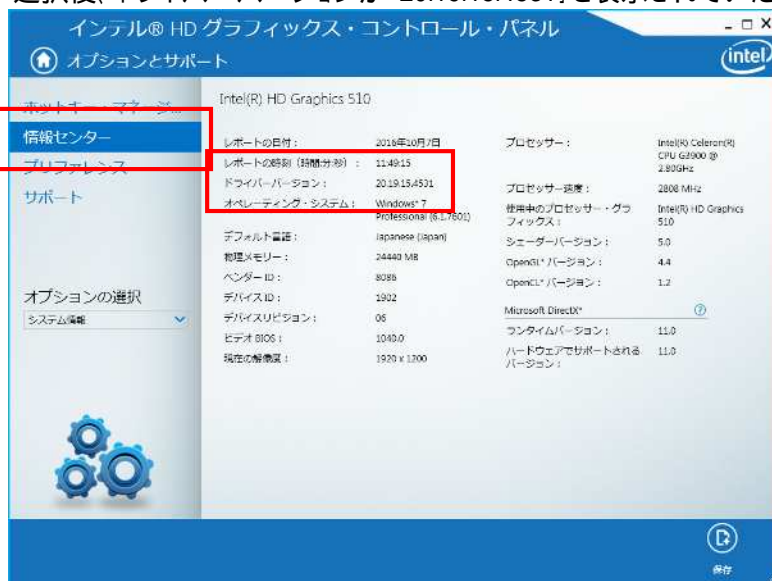 インテル® HD グラフィックス・コントロール・パネル
オプションとサポート
intel
情報センター
プリファレンス
サポート
オプションの選択
システム情報
Intel(R) HD Graphics 510
レポートの日付： 2016年10月7日
レポートの時刻（時間:分:秒）： 11:49:15
ドライバーバージョン： 20.19.15.4531
オペレーティング・システム： Windows* 7
Professional (6.1.7601)
デフォルト言語： Japanese (Japan)
物理メモリー： 24440 MB
ベンダー ID： 8086
デバイス ID： 1902
デバイスリビジョン： 06
ビデオ BIOS： 1040.0
現在の解像度： 1920 x 1200
プロセッサー： Intel(R) Celeron(R)
CPU G3900 @
2.80GHz
プロセッサー速度： 2808 MHz
使用中のプロセッサー・グラ Intel(R) HD Graphics
フィックス： 510
シェーダーバージョン： 5.0
OpenGL* バージョン： 4.4
OpenCL* バージョン： 1.2
Microsoft DirectX*
ランタイムバージョン： 11.0
ハードウェアでサポートされる 11.0
バージョン：
保存